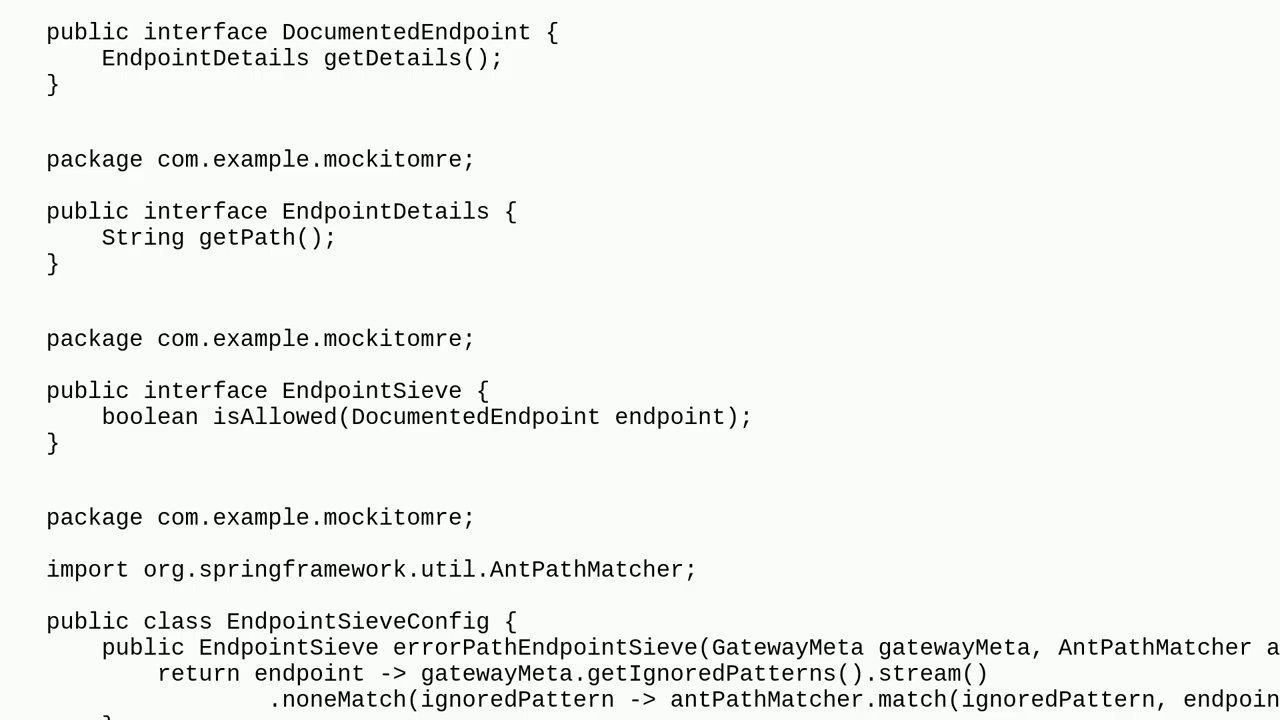 public interface DocumentedEndpoint {
    EndpointDetails getDetails();
}
package com.example.mockitomre;
public interface EndpointDetails {
    String getPath();
}
package com.example.mockitomre;
public interface EndpointSieve {
    boolean isAllowed(DocumentedEndpoint endpoint);
}
package com.example.mockitomre;
import org.springframework.util.AntPathMatcher;
public class EndpointSieveConfig {
    public EndpointSieve errorPathEndpointSieve(GatewayMeta gatewayMeta, AntPathMatcher a
        return endpoint -> gatewayMeta.getIgnoredPatterns().stream()
                .noneMatch(ignoredPattern -> antPathMatcher.match(ignoredPattern, endpoin